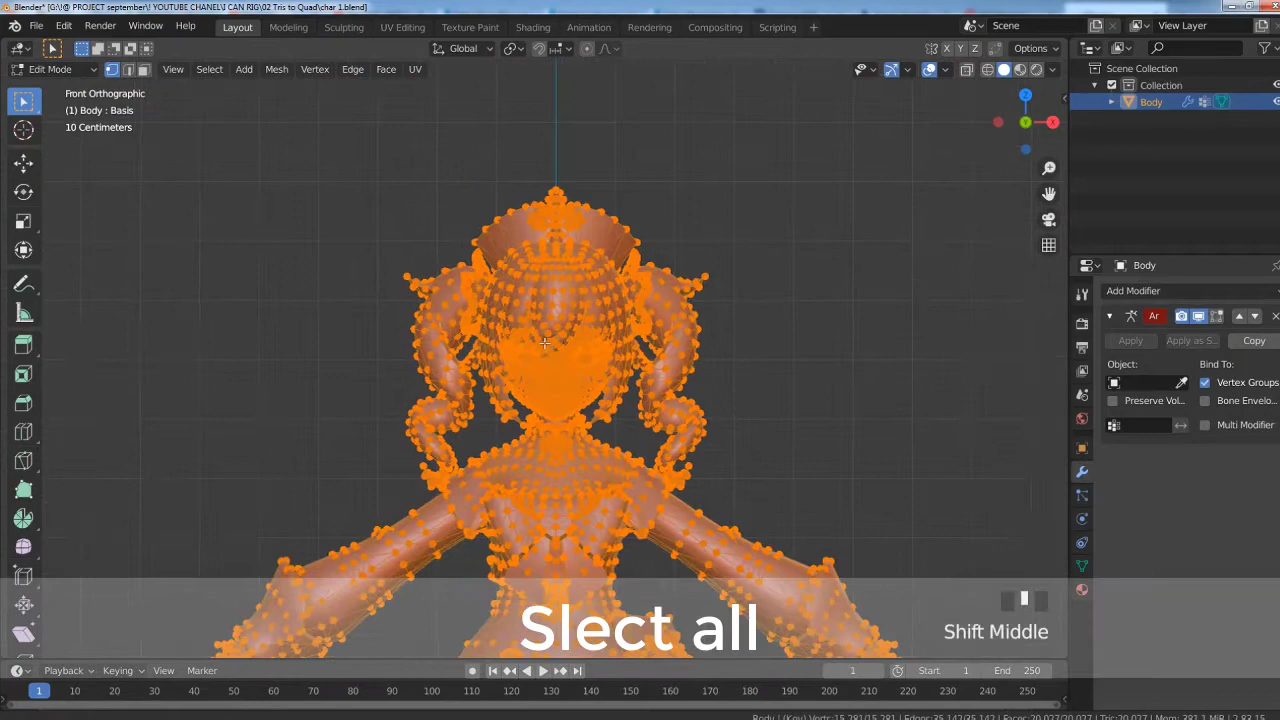 Blender* [G:\!@ PROJECT september\! YOUTUBE CHANEL\I CAN RIG\02 Tris to Quad\char 1.blend]
File Edit Render Window Help Layout Modeling Sculpting UV Editing Texture Paint Shading Animation Rendering Compositing Scripting Scene View Layer
Global X Y Z Options
Edit Mode View Select Add Mesh Vertex Edge Face UV
Scene Collection
Collection
Body
Front Orthographic
(1) Body : Basis
10 Centimeters
Z
Y
X
Body
Add Modifier
Ar
Apply Apply as S... Copy
Object: Bind To:
Vertex Groups
Preserve Vol... Bone Envelo...
Multi Modifier
Slect all
Shift Middle
Playback Keying View Marker 1 Start 1 End 250
1 10 20 30 40 50 60 70 80 90 100 110 120 130 140 150 160 170 180 190 200 210 220 230 240 250